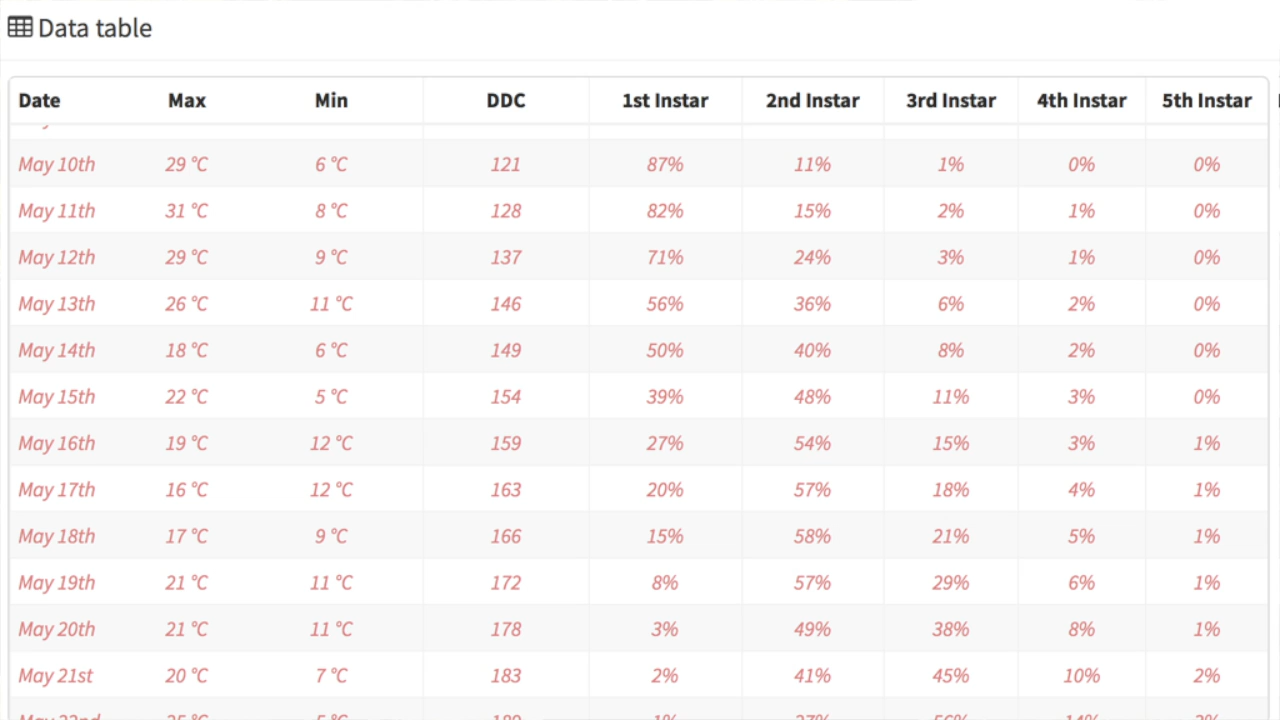 Data table
Date Max Min DDC 1st Instar 2nd Instar 3rd Instar 4th Instar 5th Instar
May 10th 29 °C 6 °C 121 87% 11% 1% 0% 0%
May 11th 31 °C 8 °C 128 82% 15% 2% 1% 0%
May 12th 29 °C 9 °C 137 71% 24% 3% 1% 0%
May 13th 26 °C 11 °C 146 56% 36% 6% 2% 0%
May 14th 18 °C 6 °C 149 50% 40% 8% 2% 0%
May 15th 22 °C 5 °C 154 39% 48% 11% 3% 0%
May 16th 19 °C 12 °C 159 27% 54% 15% 3% 1%
May 17th 16 °C 12 °C 163 20% 57% 18% 4% 1%
May 18th 17 °C 9 °C 166 15% 58% 21% 5% 1%
May 19th 21 °C 11 °C 172 8% 57% 29% 6% 1%
May 20th 21 °C 11 °C 178 3% 49% 38% 8% 1%
May 21st 20 °C 7 °C 183 2% 41% 45% 10% 2%